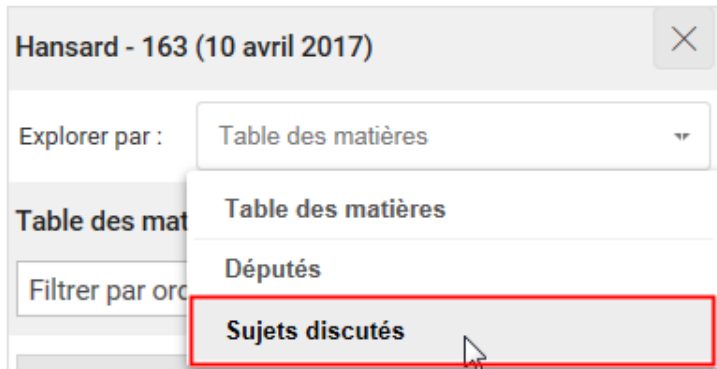 Hansard - 163 (10 avril 2017)
Explorer par : Table des matières
Table des matières
Table des mat
Députés
Filtrer par orc
Sujets discutés